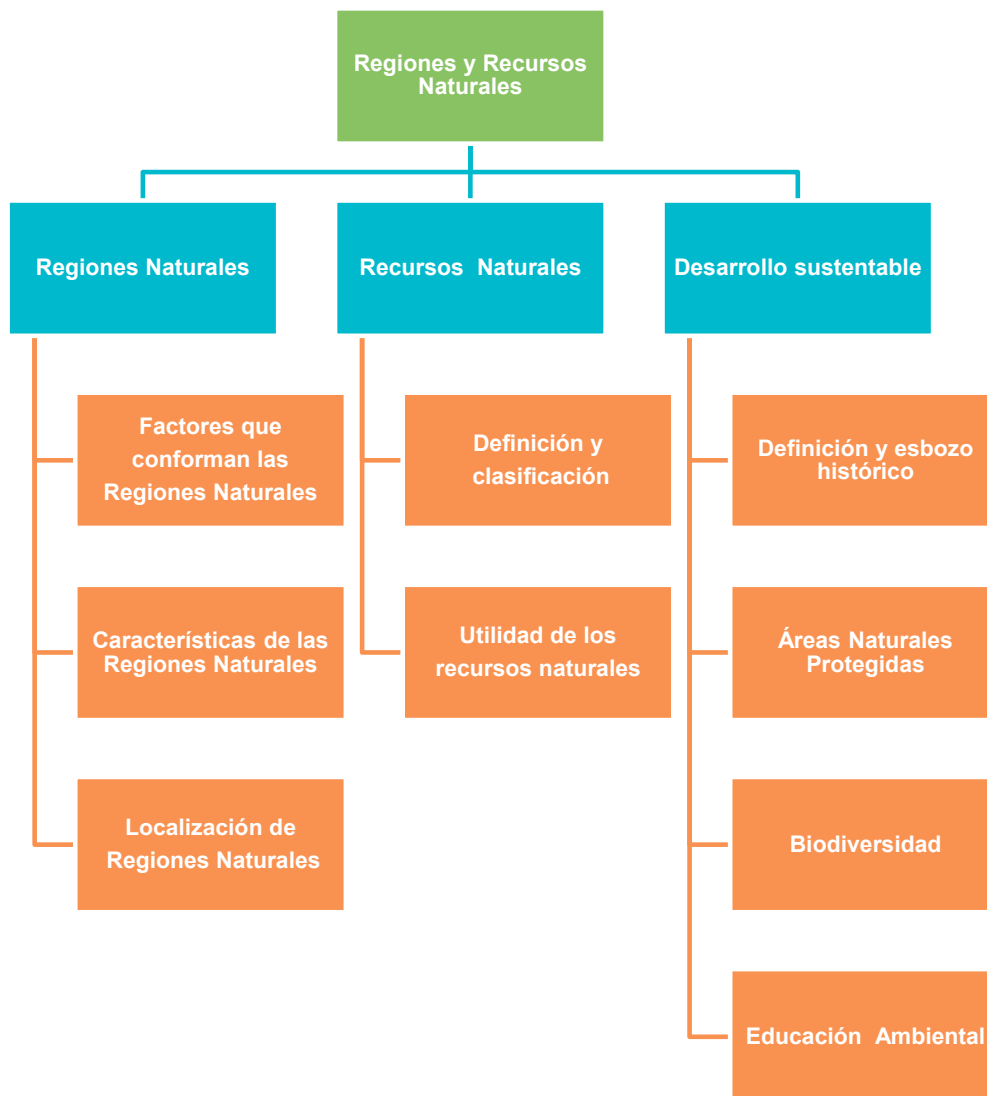 Regiones y Recursos
Naturales
Regiones Naturales
Recursos Naturales
Desarrollo sustentable
Factores que
conforman las
Regiones Naturales
Definición y
clasificación
Definición y esbozo
histórico
Características de las
Regiones Naturales
Utilidad de los
recursos naturales
Áreas Naturales
Protegidas
Localización de
Regiones Naturales
Biodiversidad
Educación Ambiental